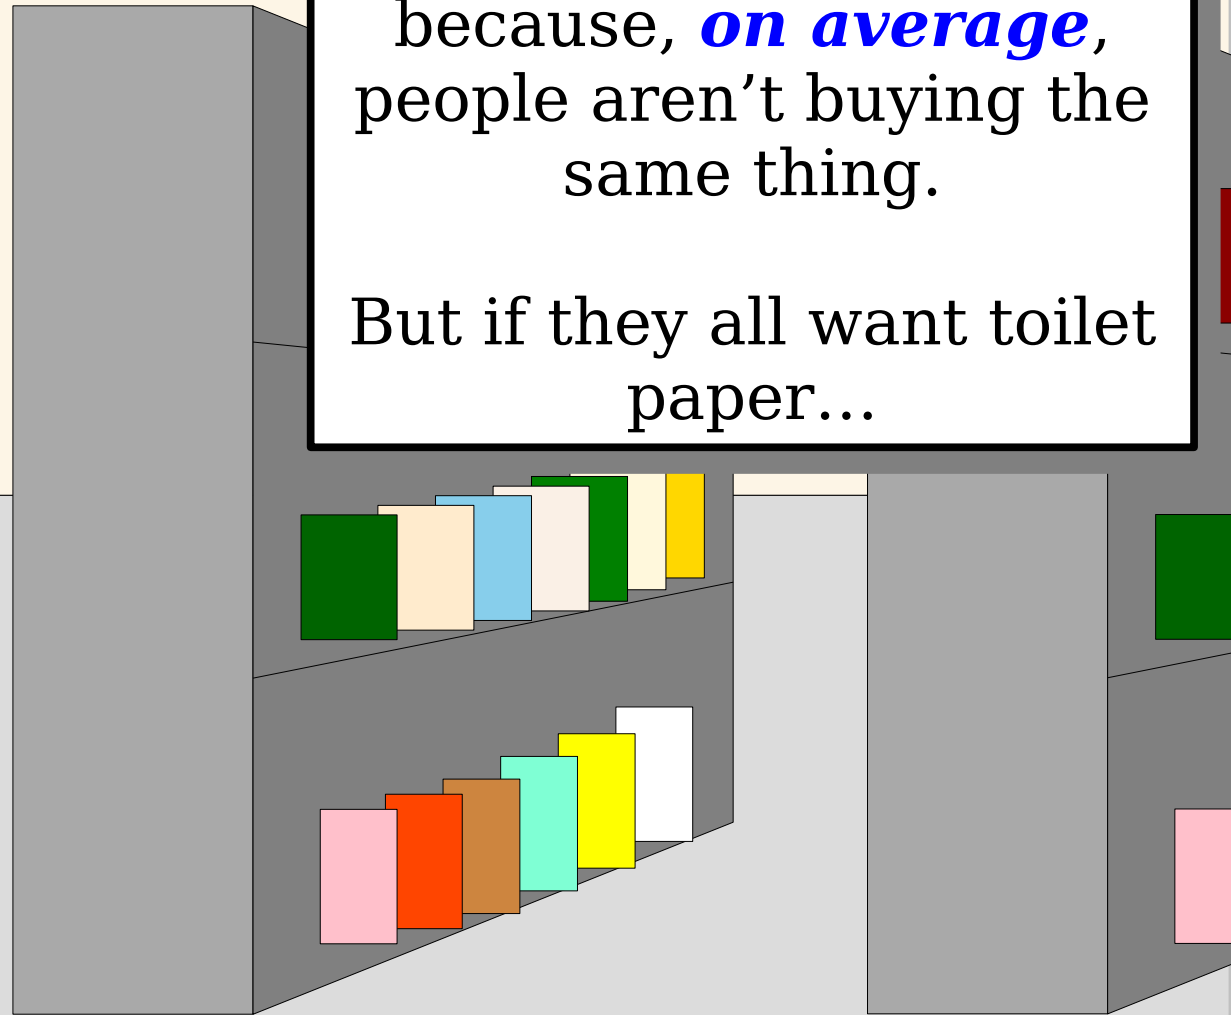 because, on average,
people aren’t buying the
same thing.
But if they all want toilet
paper…